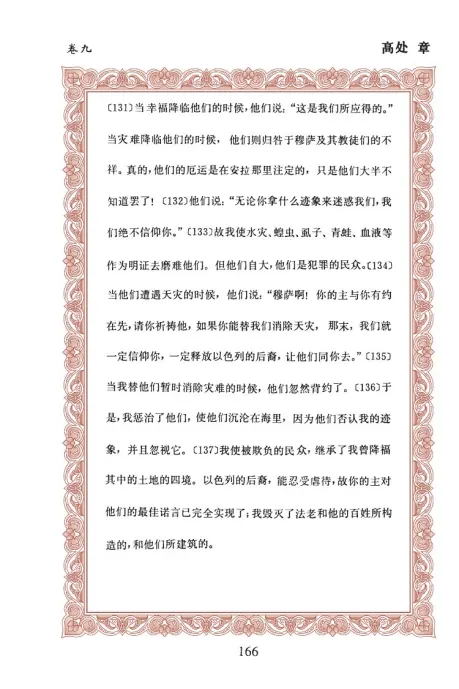 卷九
高处 章
〔131〕当幸福降临他们的时候,他们说:“这是我们所应得的。”
当灾难降临他们的时候,他们则归咎于穆萨及其教徒们的不
祥。真的,他们的厄运是在安拉那里注定的,只是他们大半不
知道罢了!〔132〕他们说:“无论你拿什么迹象来迷惑我们,我
们绝不信仰你。”〔133〕故我使水灾、蝗虫、虱子、青蛙、血液等
作为明证去磨难他们。但他们自大,他们是犯罪的民众。〔134〕
当他们遭遇天灾的时候,他们说:“穆萨啊!你的主与你有约
在先,请你祈祷他,如果你能替我们消除天灾,那末,我们就
一定信仰你,一定释放以色列的后裔,让他们同你去。”〔135〕
当我替他们暂时消除灾难的时候,他们忽然背约了。〔136〕于
是,我惩治了他们,使他们沉沦在海里,因为他们否认我的迹
象,并且忽视它。〔137〕我使被欺负的民众,继承了我曾降福
其中的土地的四境。以色列的后裔,能忍受虐待,故你的主对
他们的最佳诺言已完全实现了;我毁灭了法老和他的百姓所构
造的,和他们所建筑的。
166